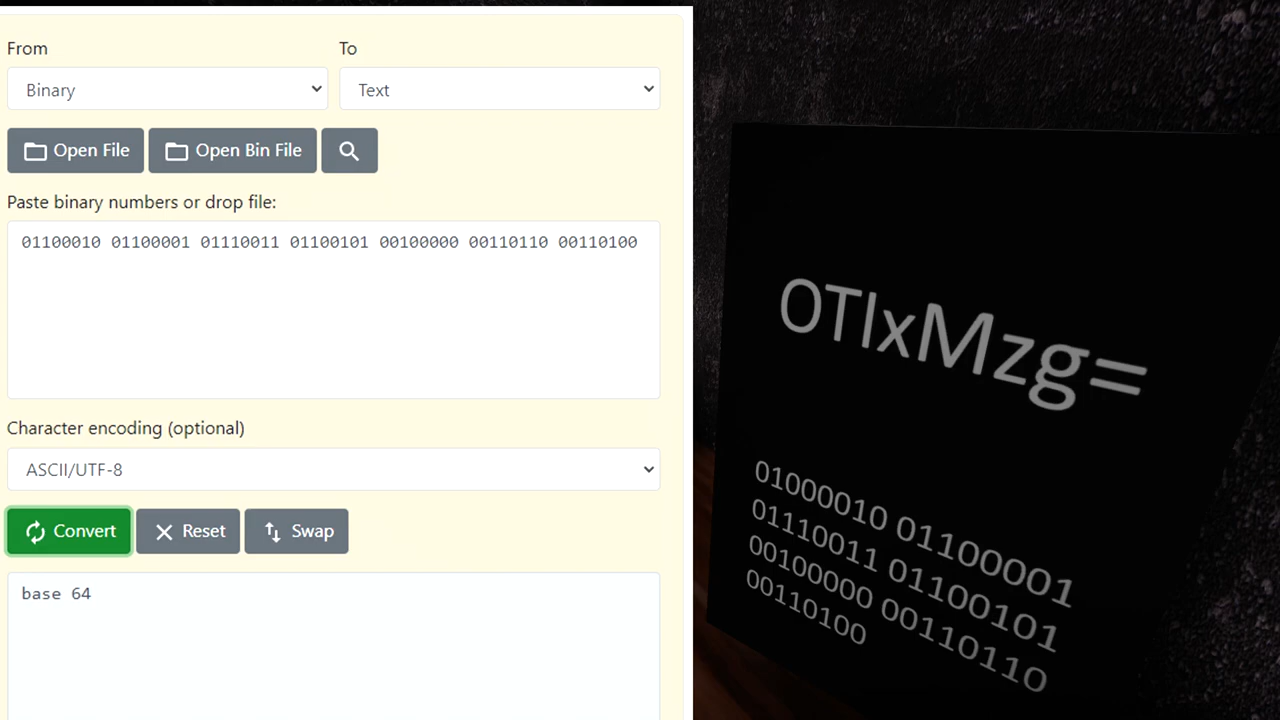 From
To
Binary
Text
Open File
Open Bin File
Paste binary numbers or drop file:
01100010 01100001 01110011 01100101 00100000 00110110 00110100
Character encoding (optional)
ASCII/UTF-8
Convert
Reset
Swap
base 64
OTIxMzg=
01000010 01100001
01110011 01100101
00100000 00110110
00110100